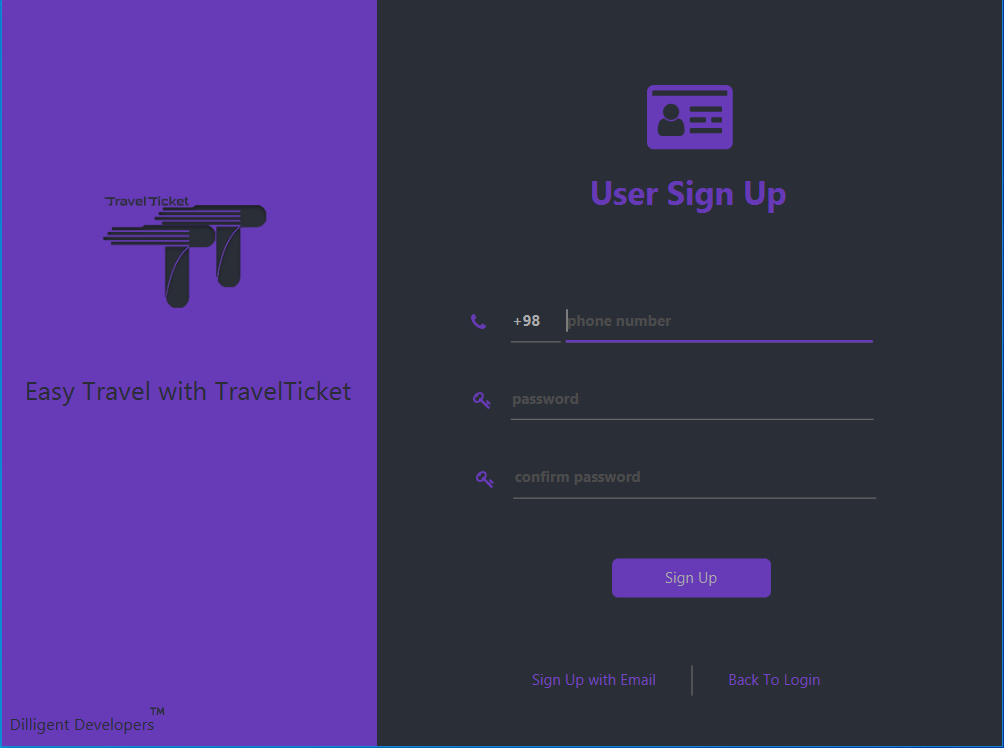 TravelTicket
Easy Travel with TravelTicket
Dilligent Developers™
User Sign Up
+98 phone number
password
confirm password
Sign Up
Sign Up with Email
Back To Login